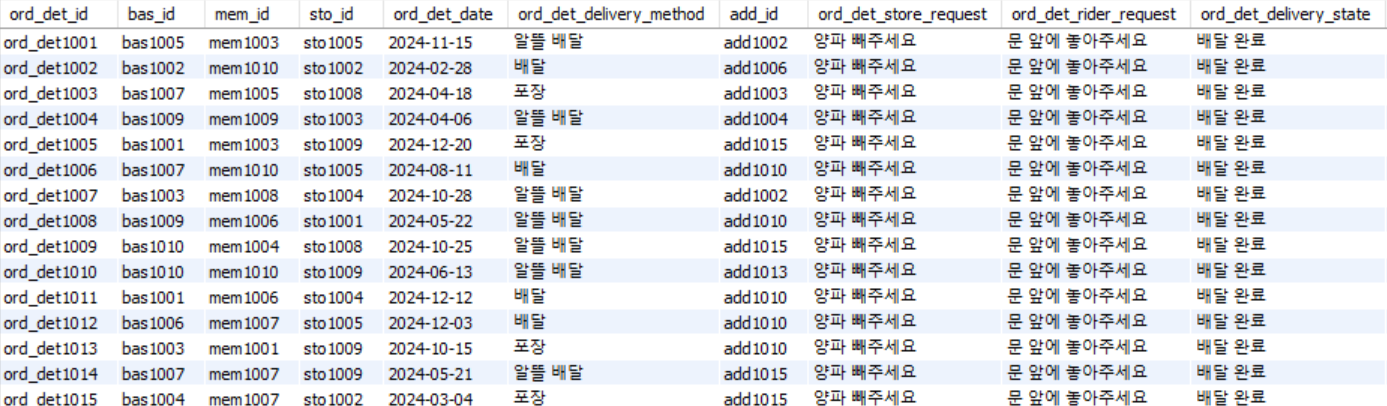 ord_det_id bas_id mem_id sto_id ord_det_date ord_det_delivery_method add_id ord_det_store_request ord_det_rider_request ord_det_delivery_state
ord_det1001 bas1005 mem1003 sto1005 2024-11-15 알뜰 배달 add1002 양파 빼주세요 문 앞에 놓아주세요 배달 완료
ord_det1002 bas1002 mem1010 sto1002 2024-02-28 배달 add1006 양파 빼주세요 문 앞에 놓아주세요 배달 완료
ord_det1003 bas1007 mem1005 sto1008 2024-04-18 포장 add1003 양파 빼주세요 문 앞에 놓아주세요 배달 완료
ord_det1004 bas1009 mem1009 sto1003 2024-04-06 알뜰 배달 add1004 양파 빼주세요 문 앞에 놓아주세요 배달 완료
ord_det1005 bas1001 mem1003 sto1009 2024-12-20 포장 add1015 양파 빼주세요 문 앞에 놓아주세요 배달 완료
ord_det1006 bas1007 mem1010 sto1005 2024-08-11 배달 add1010 양파 빼주세요 문 앞에 놓아주세요 배달 완료
ord_det1007 bas1003 mem1008 sto1004 2024-10-28 알뜰 배달 add1002 양파 빼주세요 문 앞에 놓아주세요 배달 완료
ord_det1008 bas1009 mem1006 sto1001 2024-05-22 알뜰 배달 add1010 양파 빼주세요 문 앞에 놓아주세요 배달 완료
ord_det1009 bas1010 mem1004 sto1008 2024-10-25 알뜰 배달 add1015 양파 빼주세요 문 앞에 놓아주세요 배달 완료
ord_det1010 bas1010 mem1010 sto1009 2024-06-13 알뜰 배달 add1013 양파 빼주세요 문 앞에 놓아주세요 배달 완료
ord_det1011 bas1001 mem1006 sto1004 2024-12-12 배달 add1010 양파 빼주세요 문 앞에 놓아주세요 배달 완료
ord_det1012 bas1006 mem1007 sto1005 2024-12-03 배달 add1010 양파 빼주세요 문 앞에 놓아주세요 배달 완료
ord_det1013 bas1003 mem1001 sto1009 2024-10-15 포장 add1010 양파 빼주세요 문 앞에 놓아주세요 배달 완료
ord_det1014 bas1007 mem1007 sto1009 2024-05-21 알뜰 배달 add1015 양파 빼주세요 문 앞에 놓아주세요 배달 완료
ord_det1015 bas1004 mem1007 sto1002 2024-03-04 포장 add1015 양파 빼주세요 문 앞에 놓아주세요 배달 완료